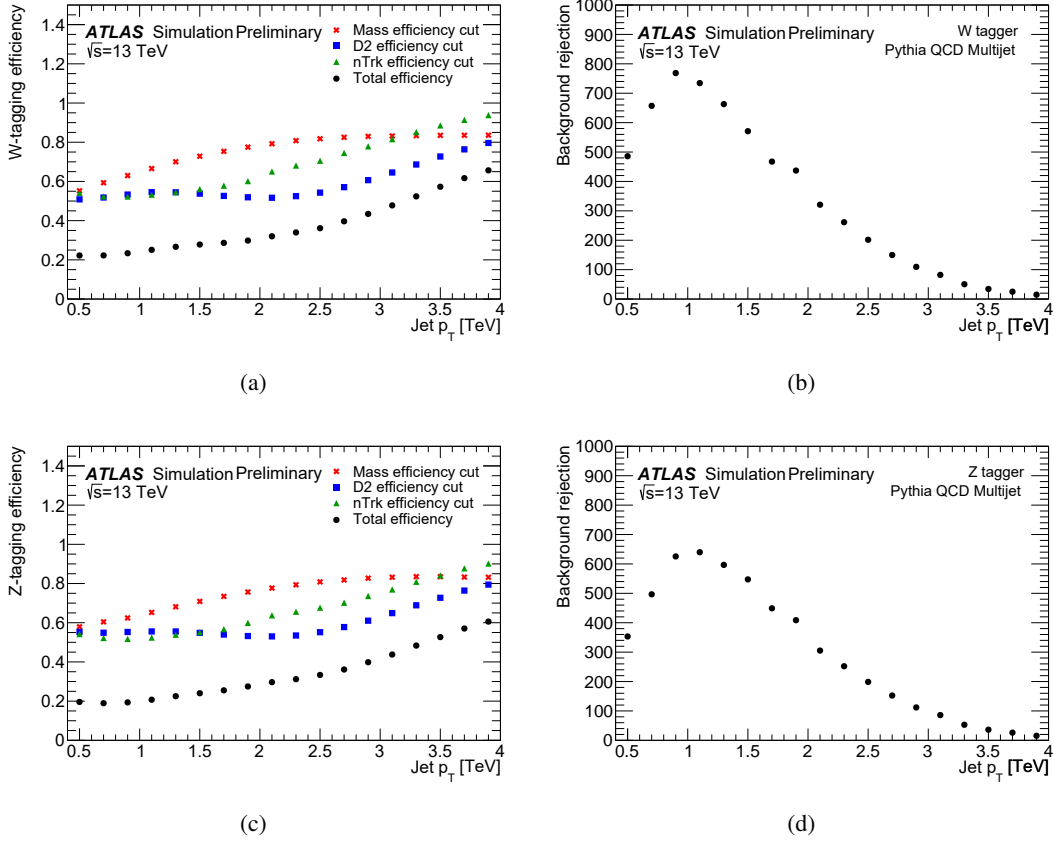 ATLAS Simulation Preliminary
√s=13 TeV
Mass efficiency cut
D2 efficiency cut
nTrk efficiency cut
Total efficiency
W-tagging efficiency
1.4
1.2
1
0.8
0.6
0.4
0.2
0
0.5 1 1.5 2 2.5 3 3.5 4
Jet p_T [TeV]
(a)
ATLAS Simulation Preliminary
√s=13 TeV
W tagger
Pythia QCD Multijet
Background rejection
1000
900
800
700
600
500
400
300
200
100
0
0.5 1 1.5 2 2.5 3 3.5 4
Jet p_T [TeV]
(b)
ATLAS Simulation Preliminary
√s=13 TeV
Mass efficiency cut
D2 efficiency cut
nTrk efficiency cut
Total efficiency
Z-tagging efficiency
1.4
1.2
1
0.8
0.6
0.4
0.2
0
0.5 1 1.5 2 2.5 3 3.5 4
Jet p_T [TeV]
(c)
ATLAS Simulation Preliminary
√s=13 TeV
Z tagger
Pythia QCD Multijet
Background rejection
1000
900
800
700
600
500
400
300
200
100
0
0.5 1 1.5 2 2.5 3 3.5 4
Jet p_T [TeV]
(d)